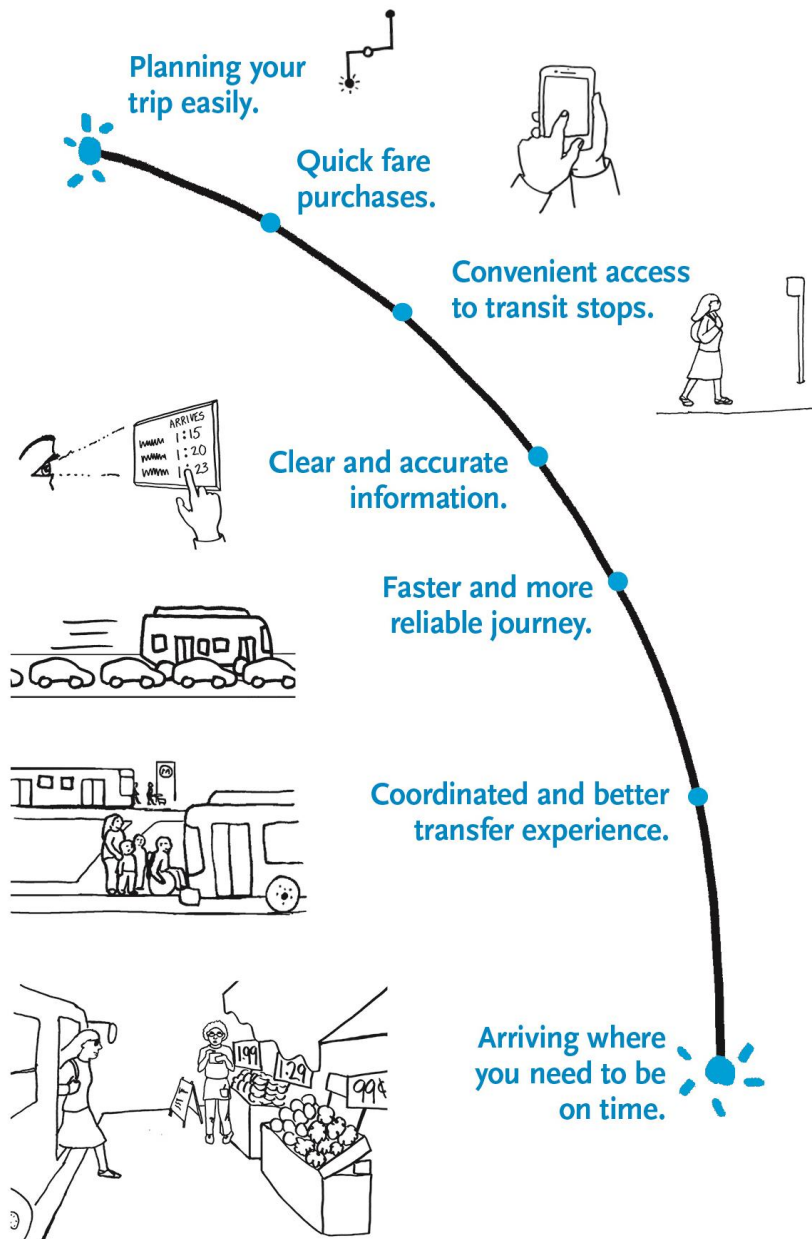 Planning your
trip easily.
Quick fare
purchases.
Convenient access
to transit stops.
ARRIVES
1:15
1:20
1:23
Clear and accurate
information.
Faster and more
reliable journey.
M
Coordinated and better
transfer experience.
199
1.29
99¢
Arriving where
you need to be
on time.